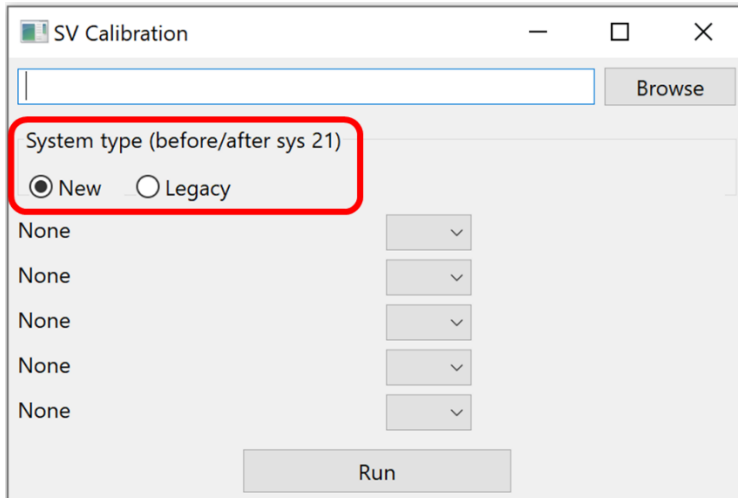 SV Calibration
Browse
System type (before/after sys 21)
New Legacy
None
None
None
None
None
Run